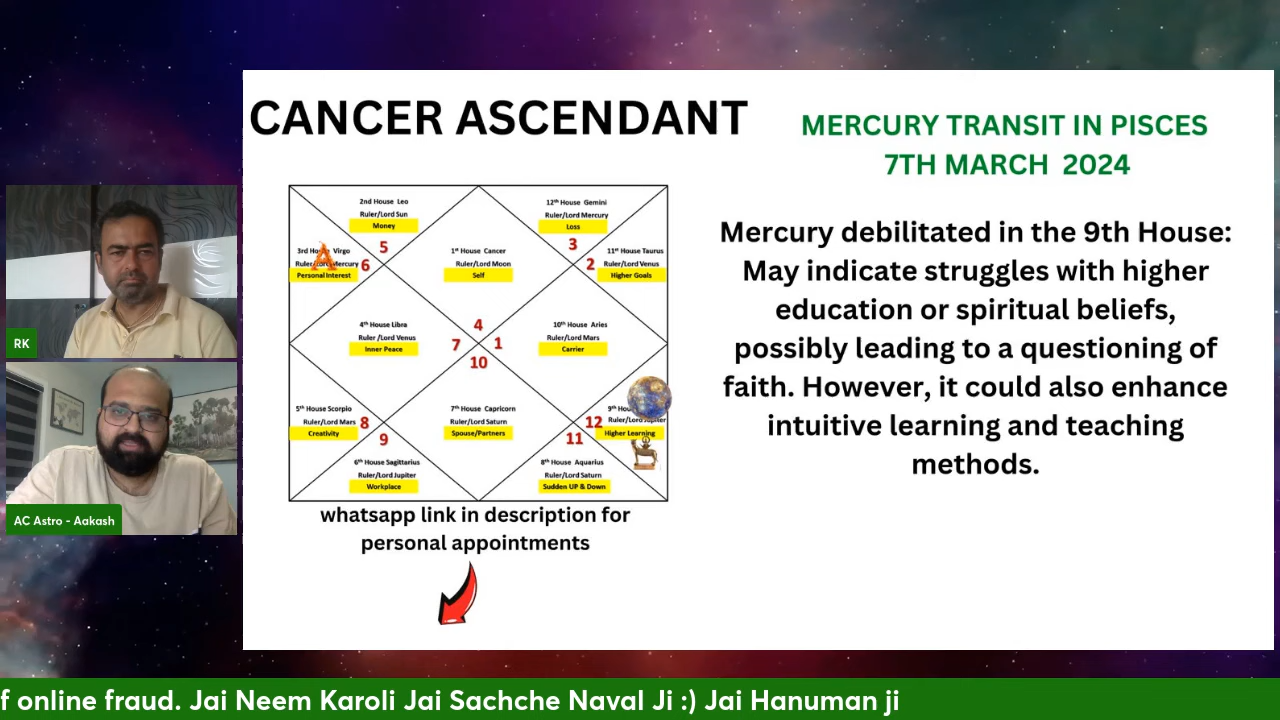 CANCER ASCENDANT
MERCURY TRANSIT IN PISCES
7TH MARCH 2024
2nd House Leo
Ruler/Lord Sun
Money
12th House Gemini
Ruler/Lord Mercury
Loss
3rd Virgo
Mercury
Personal Interest
5
6
1st House Cancer
Ruler/Lord Moon
Self
3
2
11st House Taurus
Ruler/Lord Venus
Higher Goals
4th House Libra
Ruler /Lord Venus
Inner Peace
4
7
1
10
10th House Aries
Ruler/Lord Mars
Carrier
5th House Scorpio
Ruler/Lord Mars
Creativity
8
9
7th House Capricorn
Ruler/Lord Saturn
Spouse/Partners
12
11
9th
Ruler/Lord
Higher Learning
6th House Sagittarius
Ruler/Lord Jupiter
Workplace
8th House Aquarius
Ruler/Lord Saturn
Sudden UP & Down
Mercury debilitated in the 9th House:
May indicate struggles with higher
education or spiritual beliefs,
possibly leading to a questioning of
faith. However, it could also enhance
intuitive learning and teaching
methods.
whatsapp link in description for
personal appointments
RK
AC Astro - Aakash
f online fraud. Jai Neem Karoli Jai Sachche Naval Ji :) Jai Hanuman ji